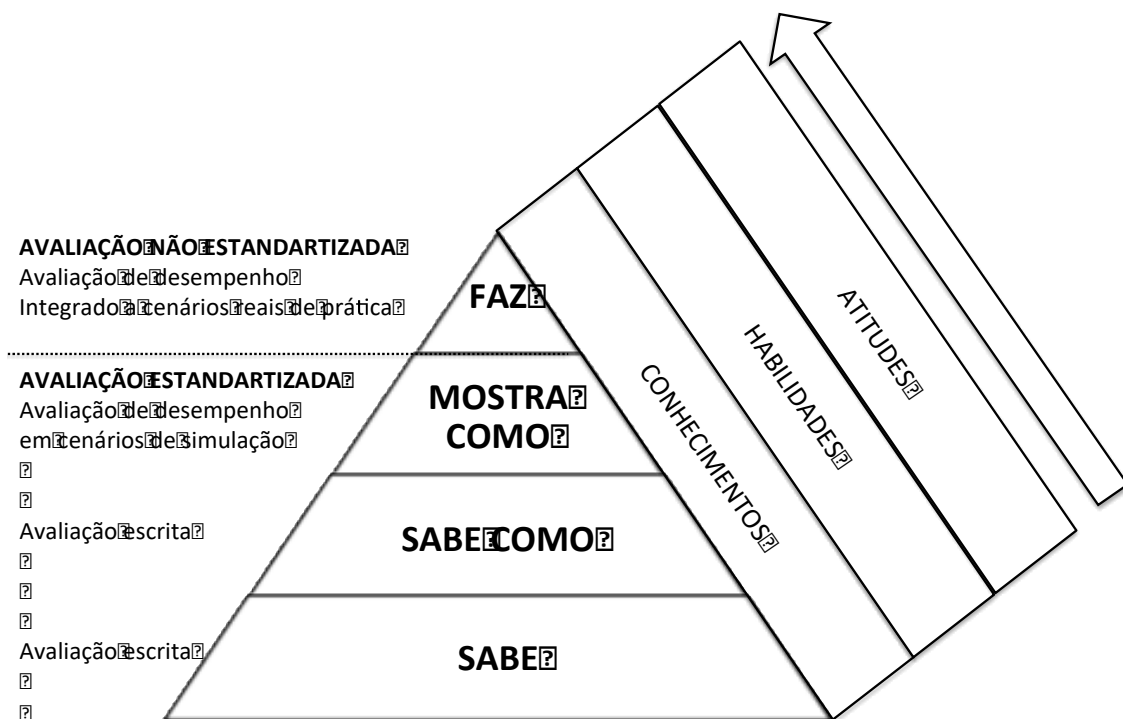 AVALIAÇÃO NÃO ESTANDARTIZADA
Avaliação de desempenho
Integrado a cenários reais de prática
AVALIAÇÃO ESTANDARTIZADA
Avaliação de desempenho
em cenários de simulação
Avaliação escrita
Avaliação escrita
FAZ
MOSTRA
COMO
SABE COMO
SABE
CONHECIMENTOS
HABILIDADES
ATITUDES